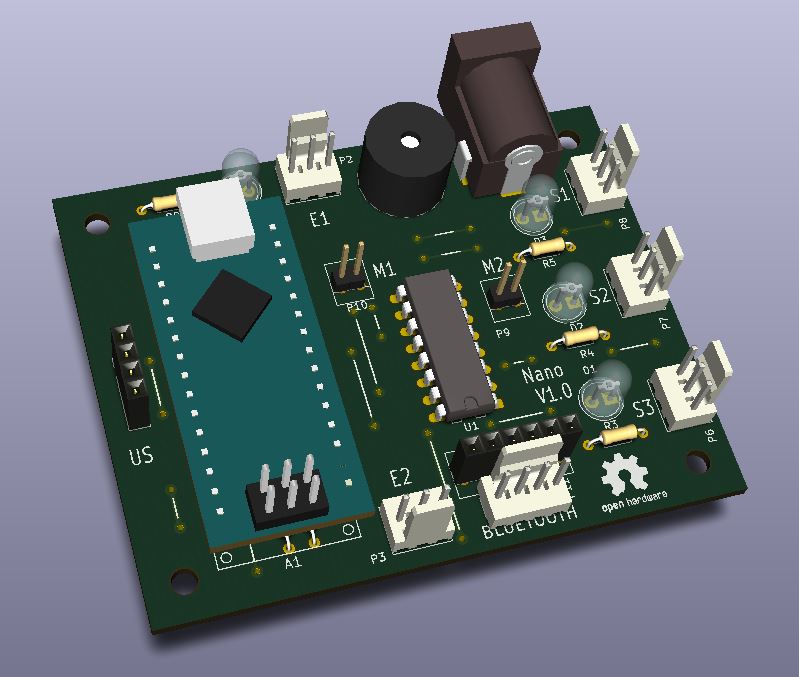 P2
E1
S1
P8
M1
M2
R5
P10
S2
P9
D2
P7
R4
D1
Nano
V1.0
S3
R3
P6
U1
US
E2
BLUETOOTH
open hardware
P3
A1